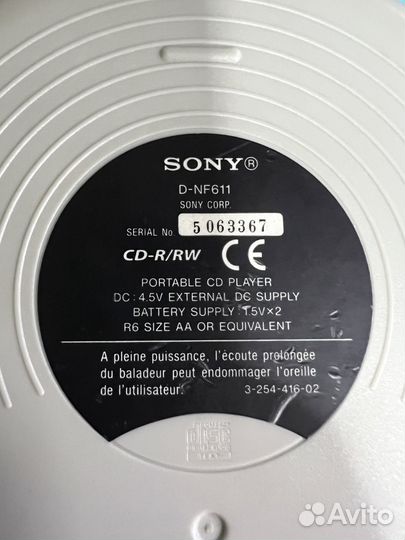 SONY®
D-NF611
SONY CORP.
SERIAL No. 5063367
CD-R/RW CE
PORTABLE CD PLAYER
DC: 4.5V EXTERNAL DC SUPPLY
BATTERY SUPPLY: 1.5V×2
R6 SIZE AA OR EQUIVALENT
A pleine puissance, l'écoute prolongée
du baladeur peut endommager l'oreille
de l'utilisateur. 3-254-416-02
DISC
Avito